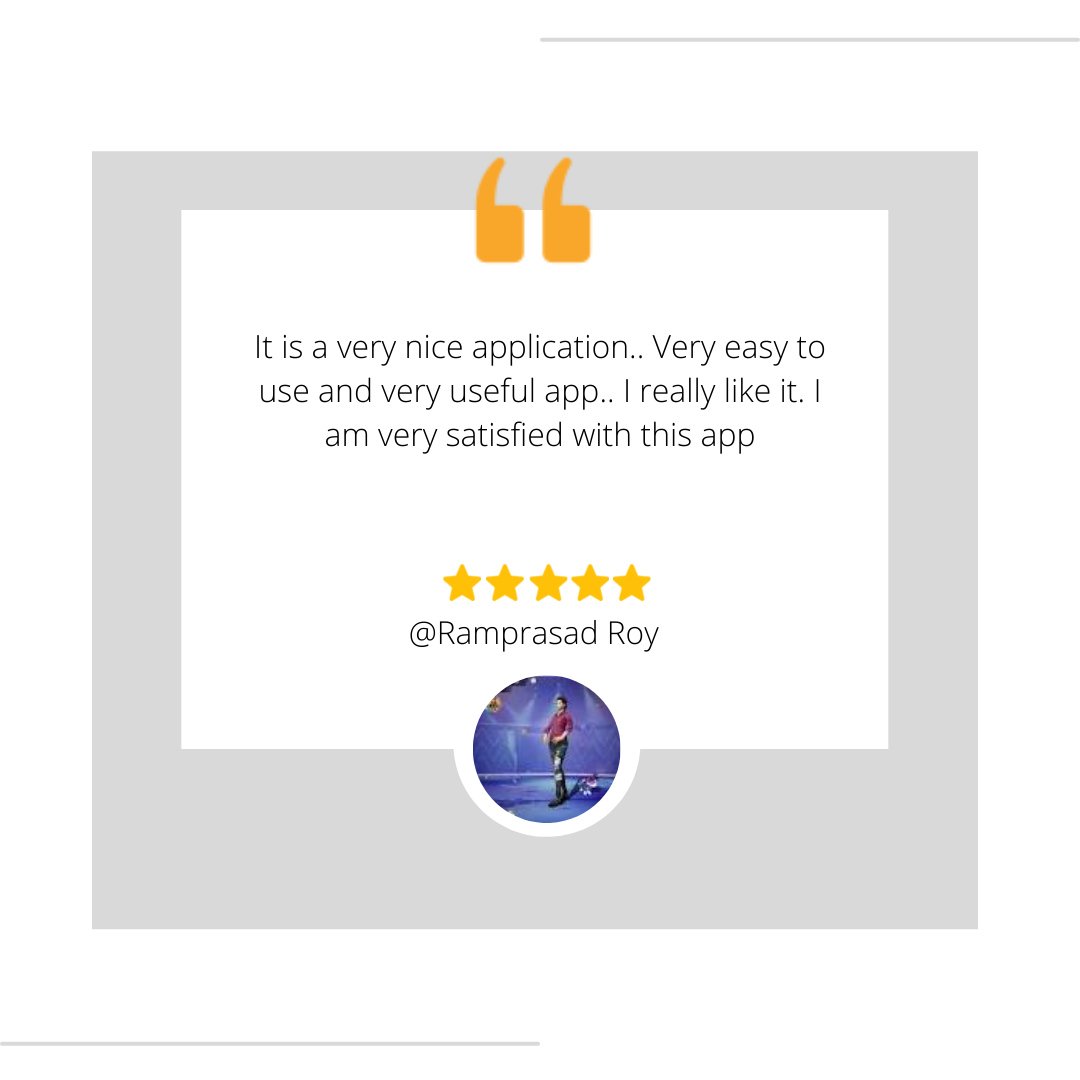 It is a very nice application.. Very easy to
use and very useful app.. I really like it. I
am very satisfied with this app
@Ramprasad Roy